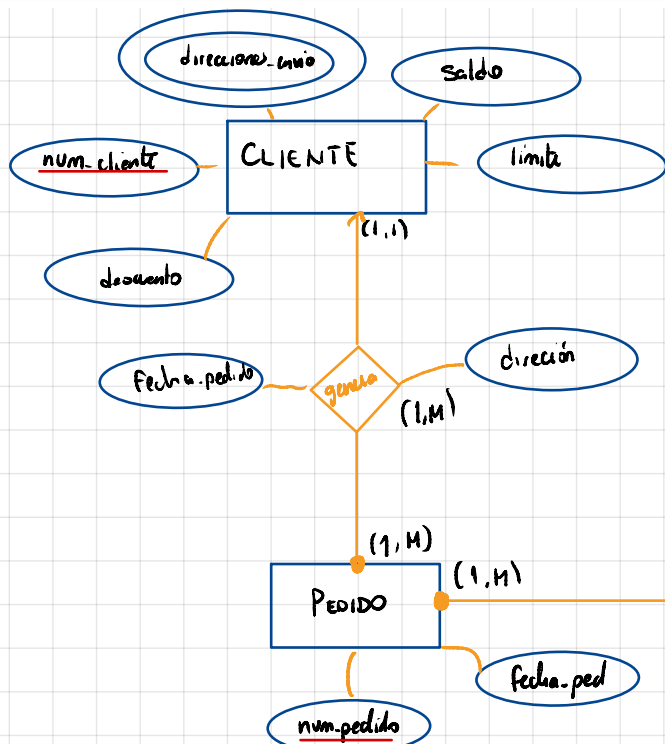 direcciones_envio
saldo
num_cliente
CLIENTE
limite
(1,1)
descuento
dirección
fecha_pedido
genera
(1,M)
(1,M)
(1,M)
PEDIDO
fecha_ped
num_pedido